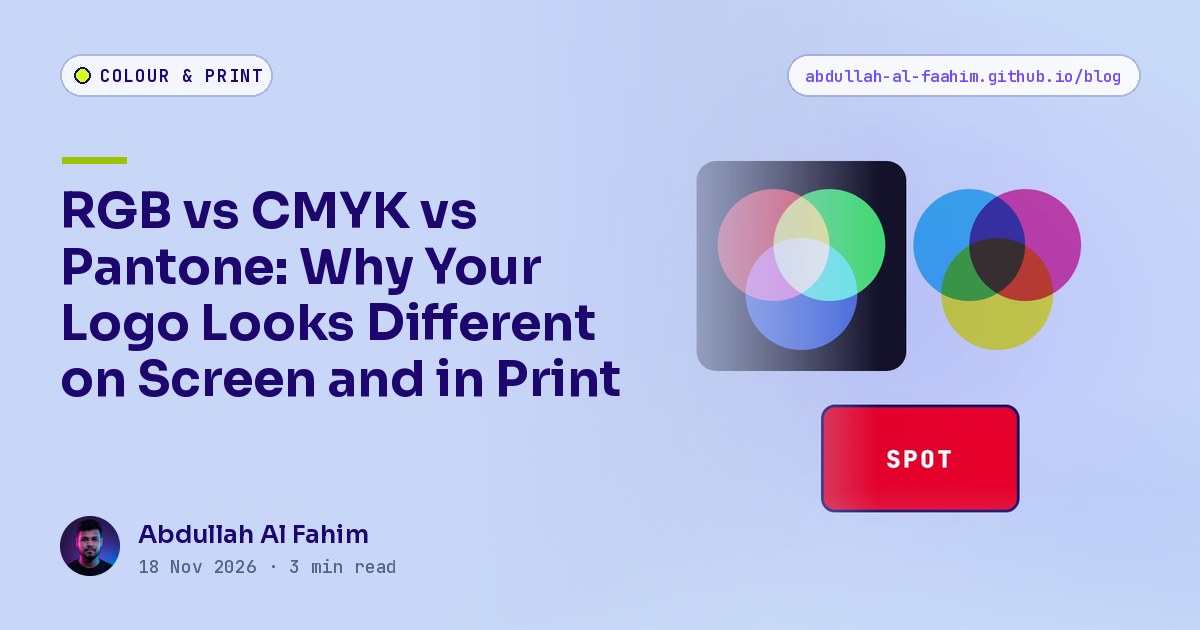 COLOUR & PRINT
abdullah-al-faahim.github.io/blog
RGB vs CMYK vs
Pantone: Why Your
Logo Looks Different
on Screen and in Print
SPOT
Abdullah Al Fahim
18 Nov 2026 · 3 min read